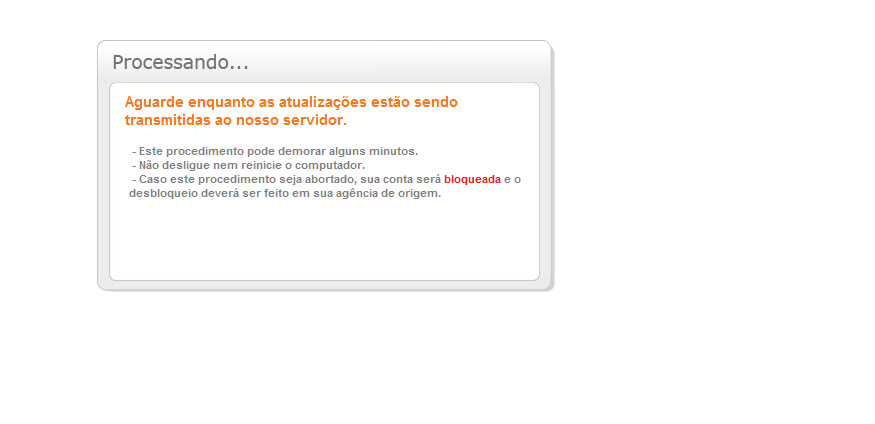 Processando...
Aguarde enquanto as atualizações estão sendo
transmitidas ao nosso servidor.
- Este procedimento pode demorar alguns minutos.
- Não desligue nem reinicie o computador.
- Caso este procedimento seja abortado, sua conta será bloqueada e o
desbloqueio deverá ser feito em sua agência de origem.